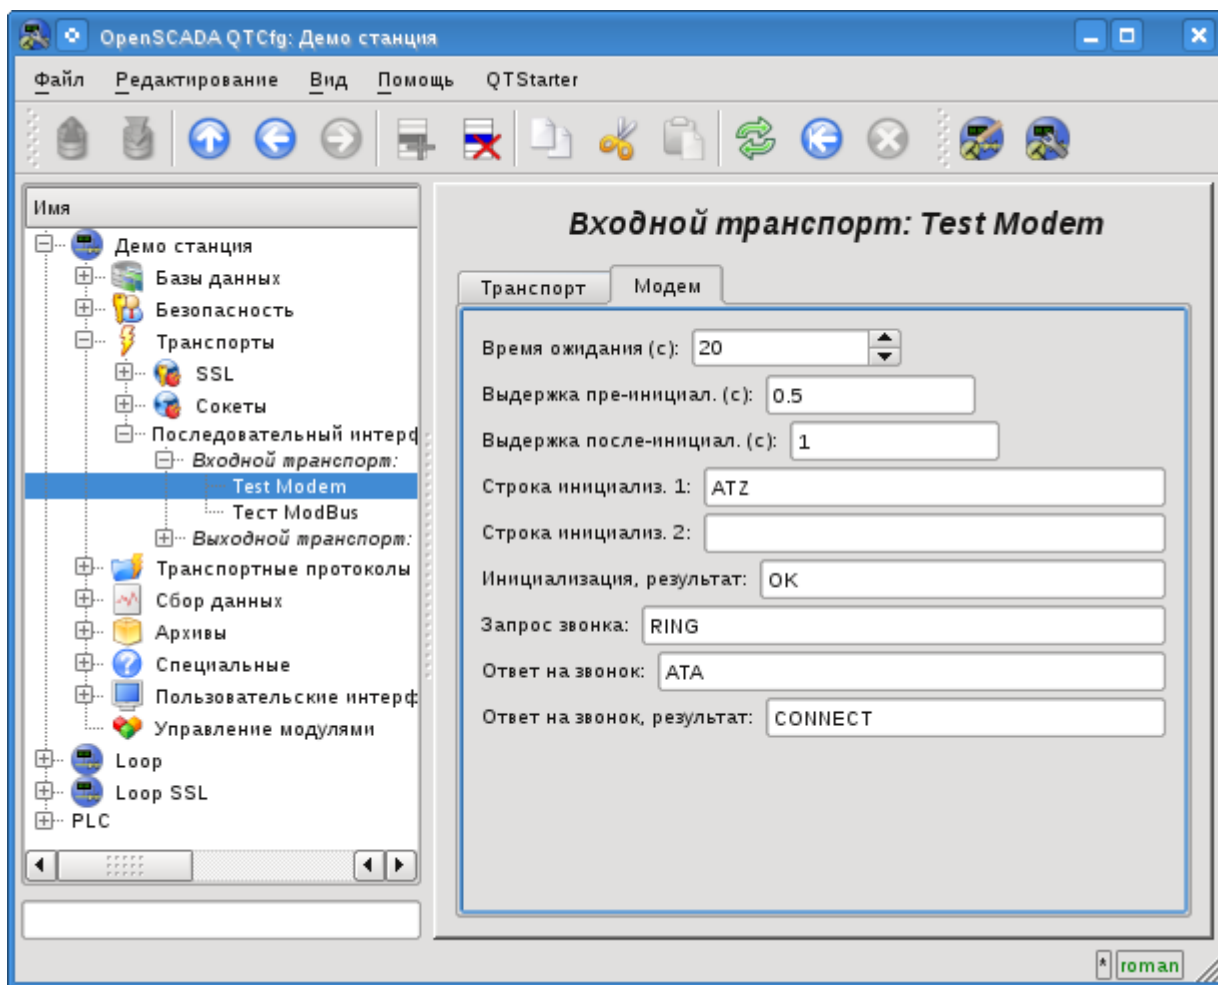 OpenSCADA QTCfg: Демо станция
Файл Редактирование Вид Помощь QTStarter
Имя
Демо станция
Базы данных
Безопасность
Транспорты
SSL
Сокеты
Последовательный интерф
Входной транспорт:
Test Modem
Тест ModBus
Выходной транспорт:
Транспортные протоколы
Сбор данных
Архивы
Специальные
Пользовательские интерф
Управление модулями
Loop
Loop SSL
PLC
Входной транспорт: Test Modem
Транспорт Модем
Время ожидания (с): 20
Выдержка пре-инициал. (с): 0.5
Выдержка после-инициал. (с): 1
Строка инициализ. 1: ATZ
Строка инициализ. 2:
Инициализация, результат: OK
Запрос звонка: RING
Ответ на звонок: ATA
Ответ на звонок, результат: CONNECT
* roman